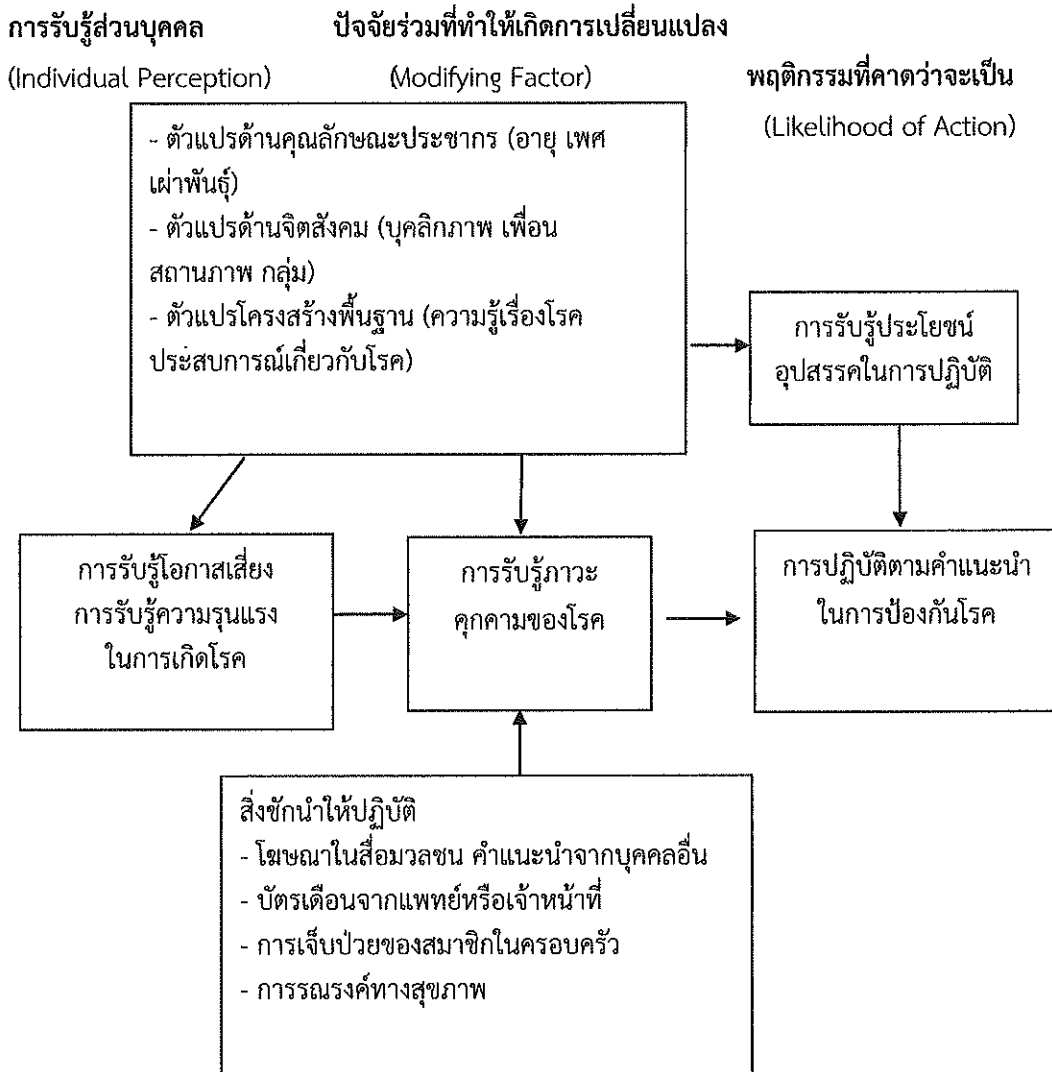 การรับรู้ส่วนบุคคล
(Individual Perception)
ปัจจัยร่วมที่ทำให้เกิดการเปลี่ยนแปลง
(Modifying Factor)
พฤติกรรมที่คาดว่าจะเป็น
(Likelihood of Action)
- ตัวแปรด้านคุณลักษณะประชากร (อายุ เพศ
เผ่าพันธุ์)
- ตัวแปรด้านจิตสังคม (บุคลิกภาพ เพื่อน
สถานภาพ กลุ่ม)
- ตัวแปรโครงสร้างพื้นฐาน (ความรู้เรื่องโรค
ประสบการณ์เกี่ยวกับโรค)
การรับรู้ประโยชน์
อุปสรรคในการปฏิบัติ
การรับรู้โอกาสเสี่ยง
การรับรู้ความรุนแรง
ในการเกิดโรค
การรับรู้ภาวะ
คุกคามของโรค
การปฏิบัติตามคำแนะนำ
ในการป้องกันโรค
สิ่งชักนำให้ปฏิบัติ
- โฆษณาในสื่อมวลชน คำแนะนำจากบุคคลอื่น
- บัตรเตือนจากแพทย์หรือเจ้าหน้าที่
- การเจ็บป่วยของสมาชิกในครอบครัว
- การรณรงค์ทางสุขภาพ